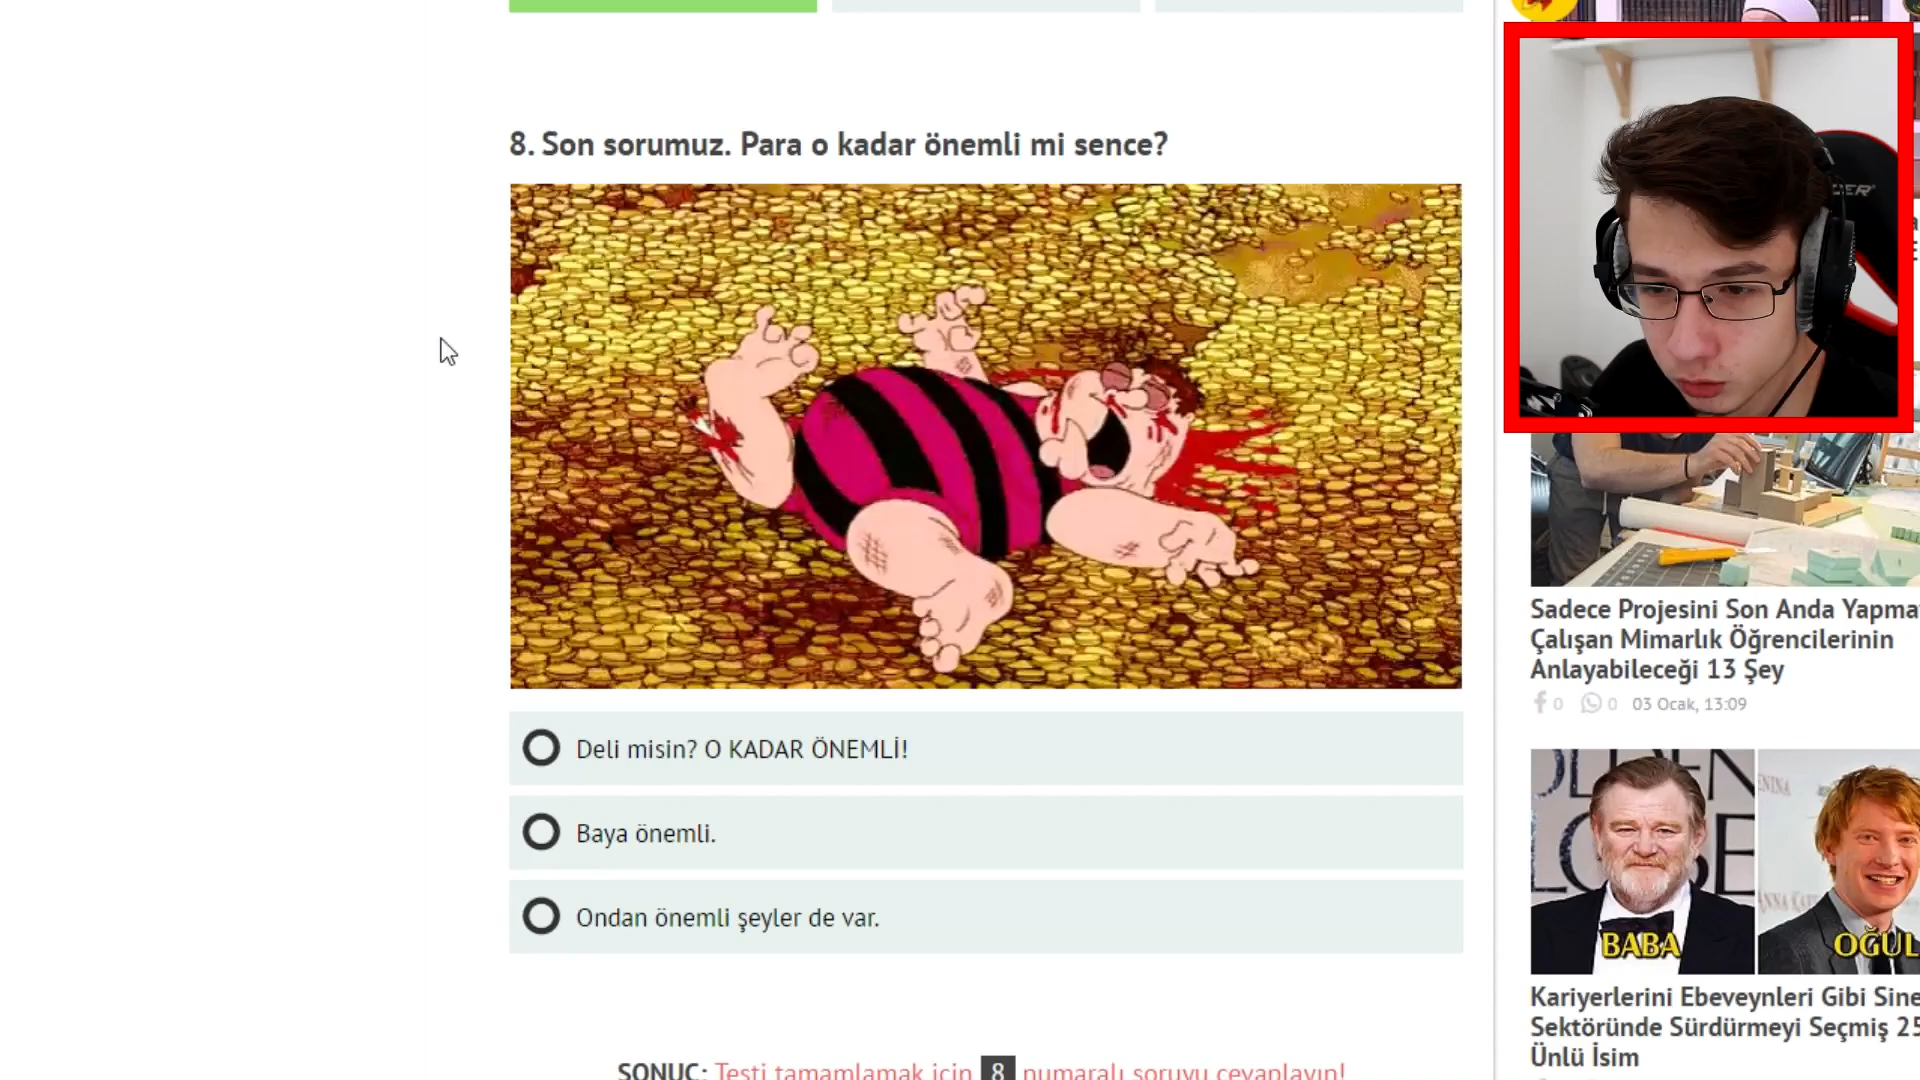 8. Son sorumuz. Para o kadar önemli mi sence?
Deli misin? O KADAR ÖNEMLİ!
Baya önemli.
Ondan önemli şeyler de var.
SONUÇ: Testi tamamlamak için 8 numaralı soruyu cevaplayın!
Sadece Projesini Son Anda Yapma
Çalışan Mimarlık Öğrencilerinin
Anlayabileceği 13 Şey
0 0 03 Ocak, 13:09
BABA
OĞUL
Kariyerlerini Ebeveynleri Gibi Sine
Sektöründe Sürdürmeyi Seçmiş 25
Ünlü İsim